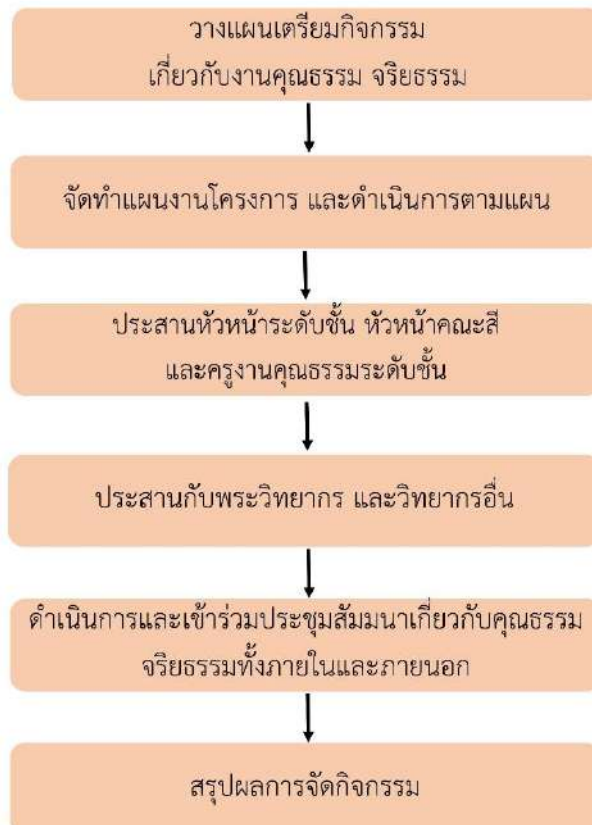 วางแผนเตรียมกิจกรรม
เกี่ยวกับงานคุณธรรม จริยธรรม
จัดทำแผนงานโครงการ และดำเนินการตามแผน
ประสานหัวหน้าระดับชั้น หัวหน้าคณะสี
และครูงานคุณธรรมระดับชั้น
ประสานกับพระวิทยากร และวิทยากรอื่น
ดำเนินการและเข้าร่วมประชุมสัมมนาเกี่ยวกับคุณธรรม
จริยธรรมทั้งภายในและภายนอก
สรุปผลการจัดกิจกรรม